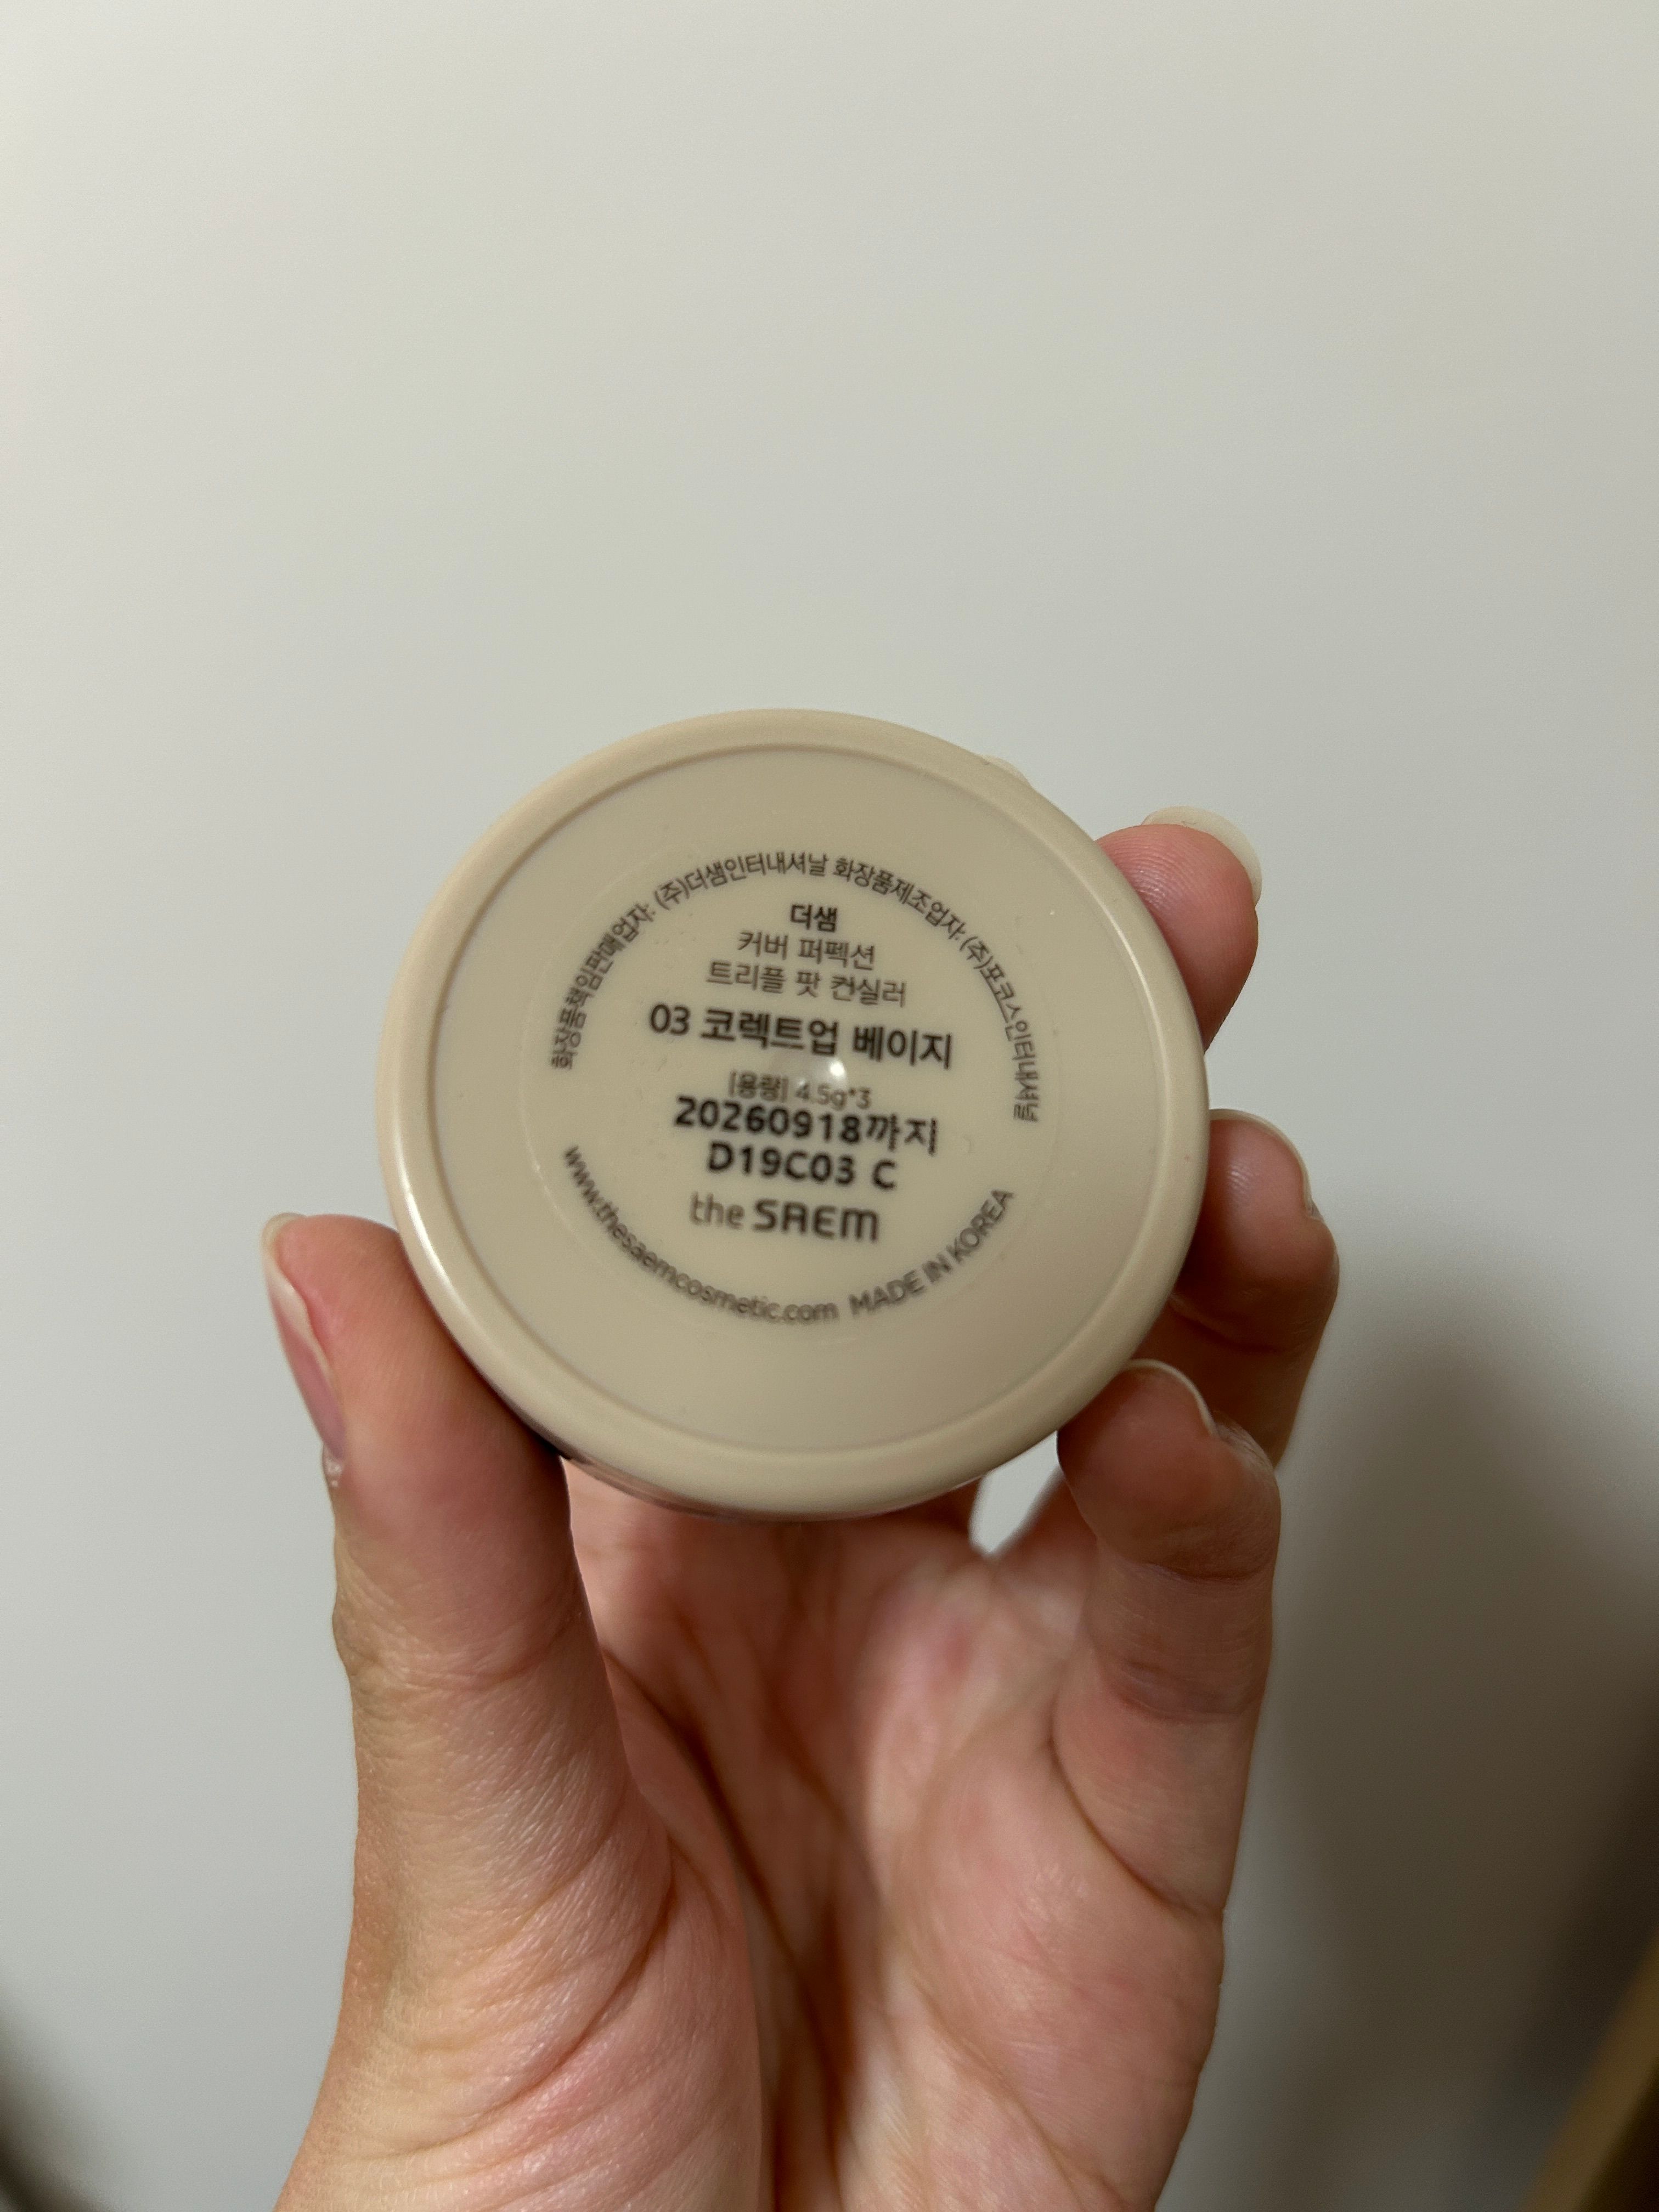 화장품책임판매업자: (주)더샘인터내셔날 화장품제조업자: (주)포코스인터내셔널
더샘
커버 퍼펙션
트리플 팟 컨실러
03 코렉트업 베이지
[용량] 4.5g*3
20260918까지
D19C03 C
the SAEM
www.thesaemcosmetic.com MADE IN KOREA